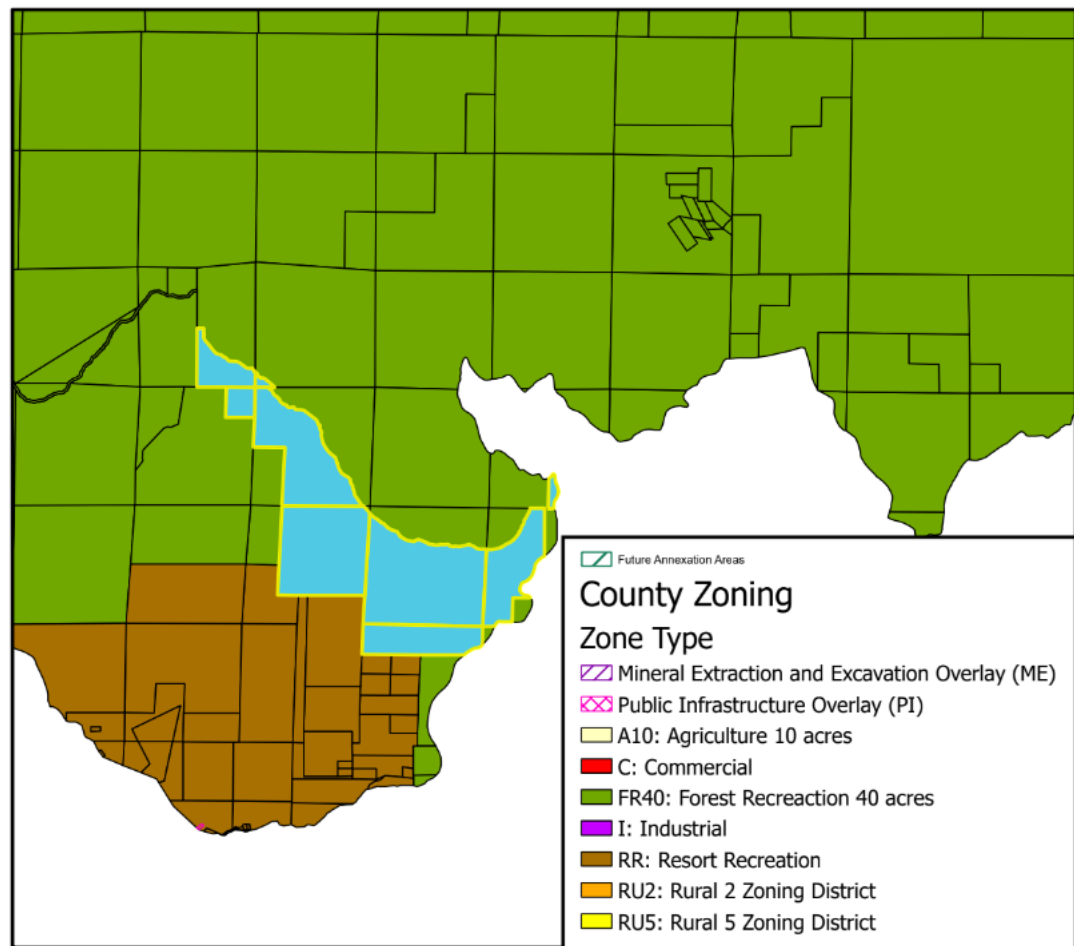 Future Annexation Areas
County Zoning
Zone Type
Mineral Extraction and Excavation Overlay (ME)
Public Infrastructure Overlay (PI)
A10: Agriculture 10 acres
C: Commercial
FR40: Forest Recreaction 40 acres
I: Industrial
RR: Resort Recreation
RU2: Rural 2 Zoning District
RU5: Rural 5 Zoning District